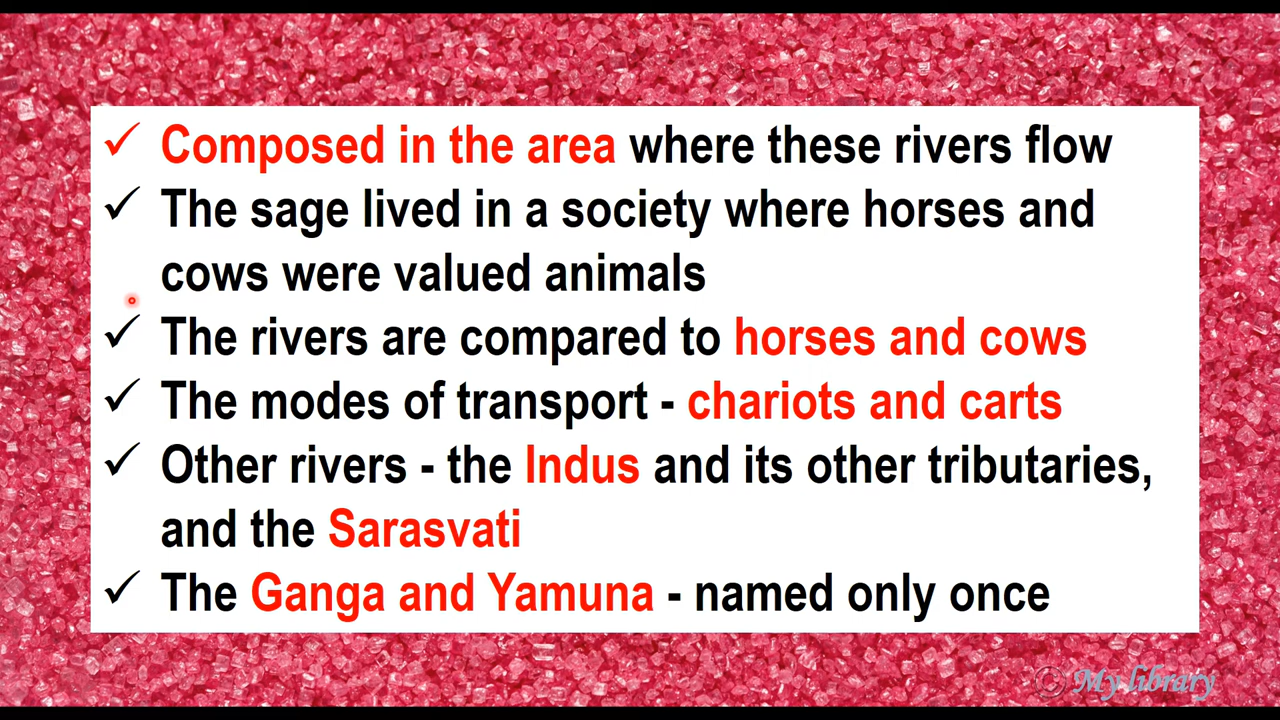 ✓ Composed in the area where these rivers flow
✓ The sage lived in a society where horses and
cows were valued animals
✓ The rivers are compared to horses and cows
✓ The modes of transport - chariots and carts
✓ Other rivers - the Indus and its other tributaries,
and the Sarasvati
✓ The Ganga and Yamuna - named only once
© My library